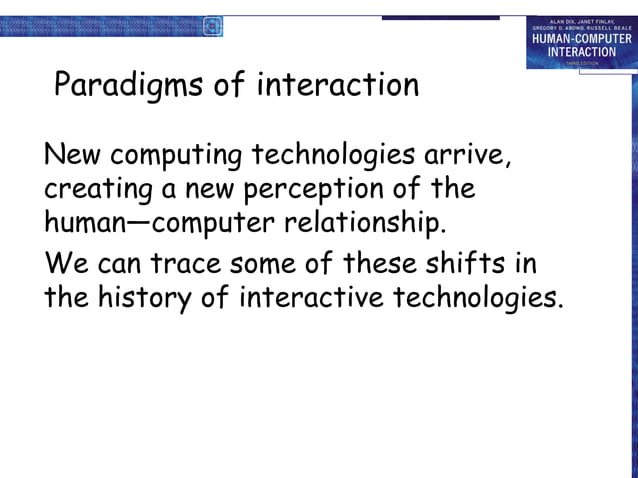 ALAN DIX, JANET FINLAY,
GREGORY D. ABOWD, RUSSELL BEALE
HUMAN-COMPUTER
INTERACTION
THIRD EDITION
Paradigms of interaction
New computing technologies arrive,
creating a new perception of the
human—computer relationship.
We can trace some of these shifts in
the history of interactive technologies.